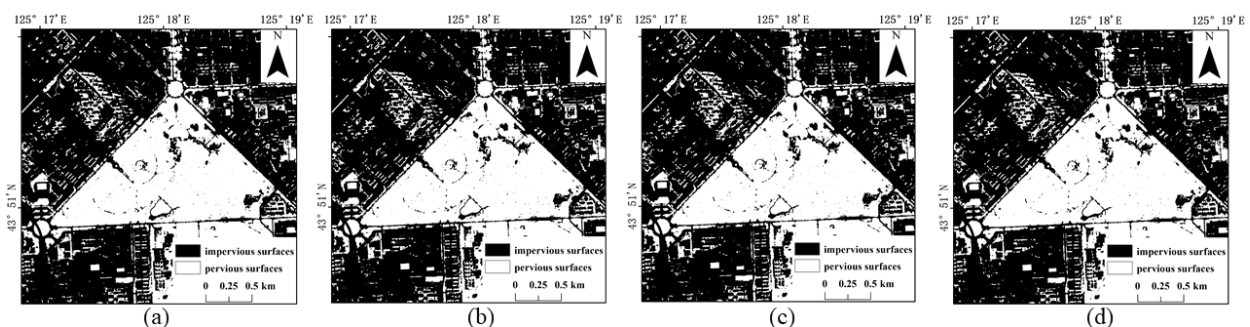 125° 17' E 125° 18' E 125° 19' E
N
43° 51' N
impervious surfaces
pervious surfaces
0 0.25 0.5 km
(a)
125° 17' E 125° 18' E 125° 19' E
N
43° 51' N
impervious surfaces
pervious surfaces
0 0.25 0.5 km
(b)
125° 17' E 125° 18' E 125° 19' E
N
43° 51' N
impervious surfaces
pervious surfaces
0 0.25 0.5 km
(c)
125° 17' E 125° 18' E 125° 19' E
N
43° 51' N
impervious surfaces
pervious surfaces
0 0.25 0.5 km
(d)